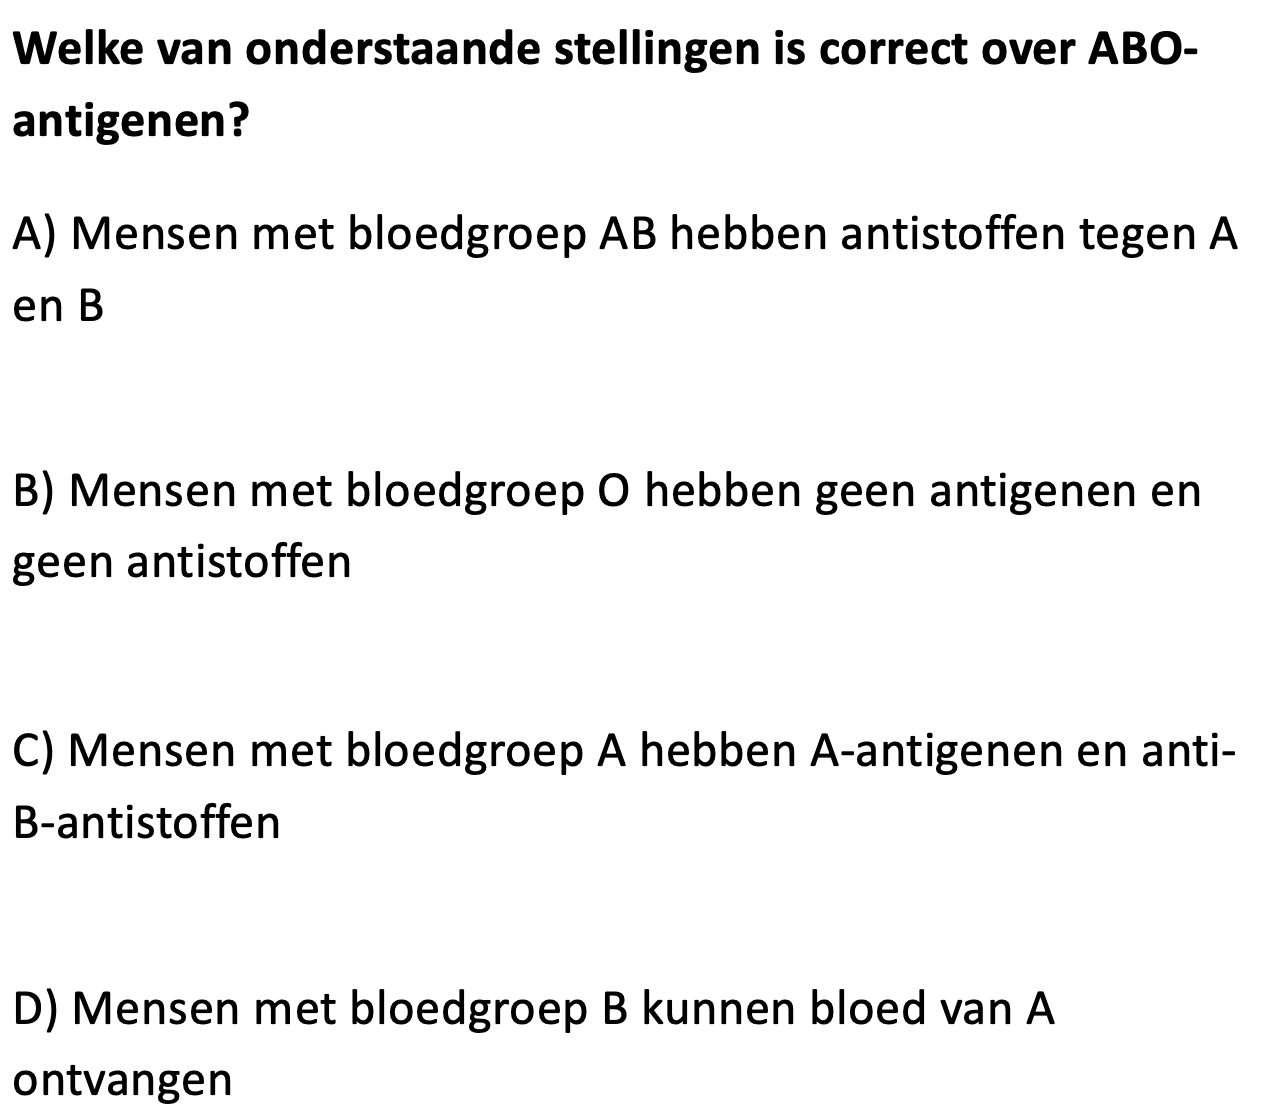 Welke van onderstaande stellingen is correct over ABO-
antigenen?
A) Mensen met bloedgroep AB hebben antistoffen tegen A
en B
B) Mensen met bloedgroep O hebben geen antigenen en
geen antistoffen
C) Mensen met bloedgroep A hebben A-antigenen en anti-
B-antistoffen
D) Mensen met bloedgroep B kunnen bloed van A
ontvangen